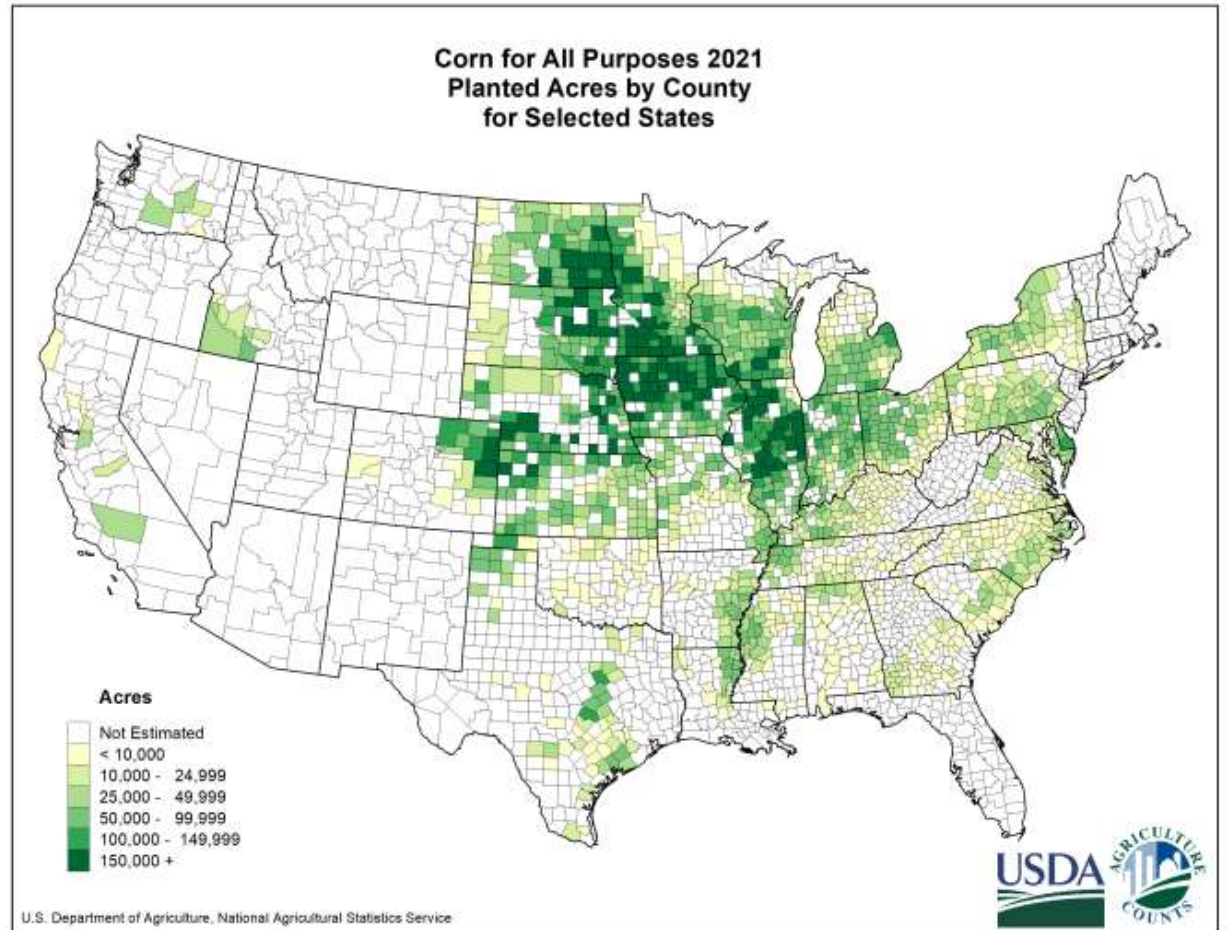 Corn for All Purposes 2021
Planted Acres by County
for Selected States
Acres
Not Estimated
< 10,000
10,000 - 24,999
25,000 - 49,999
50,000 - 99,999
100,000 - 149,999
150,000 +
U.S. Department of Agriculture, National Agricultural Statistics Service
USDA
AGRICULTURE
COUNTS